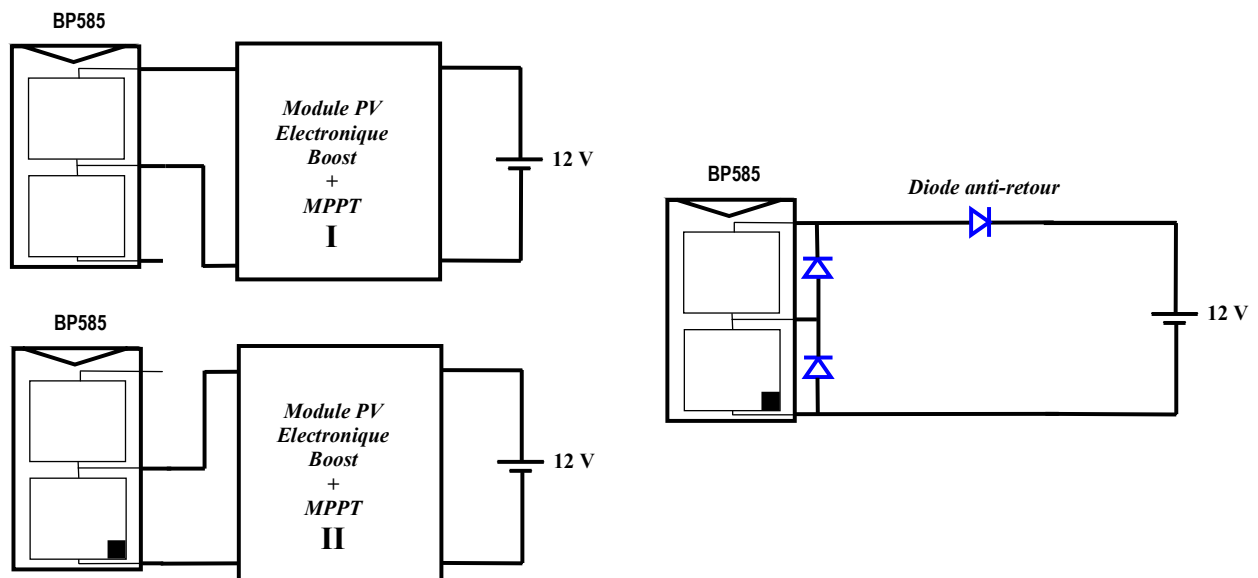 BP585
Module PV
Electronique
Boost
+
MPPT
I
12 V
BP585
Module PV
Electronique
Boost
+
MPPT
II
12 V
BP585
Diode anti-retour
12 V